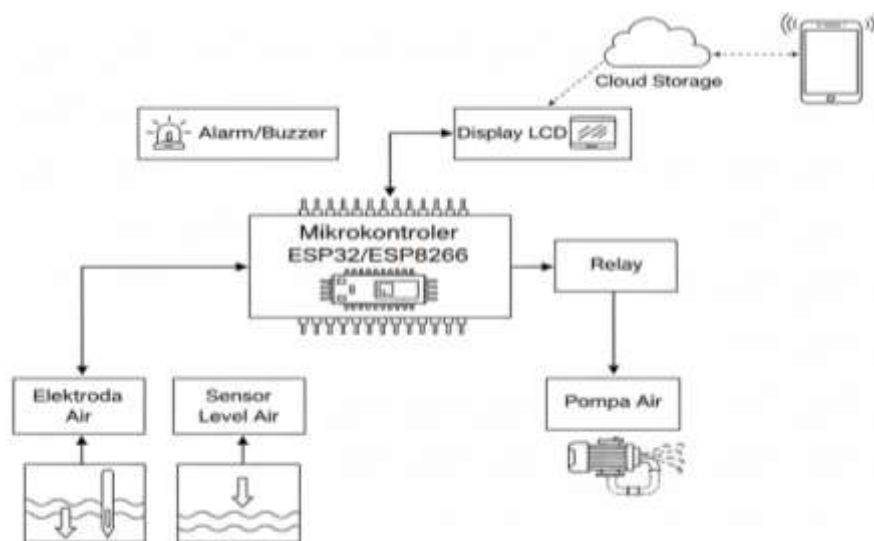 Cloud Storage
Alarm/Buzzer
Display LCD
Mikrokontroler
ESP32/ESP8266
Relay
Elektroda
Air
Sensor
Level Air
Pompa Air